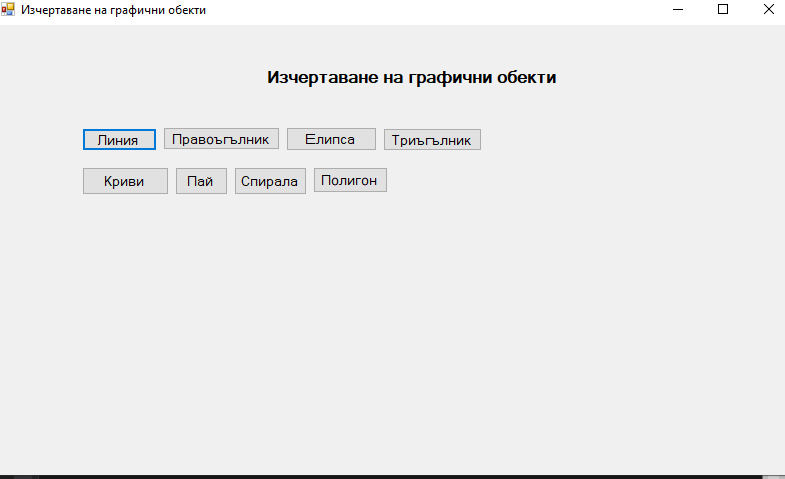 Изчертаване на графични обекти
Изчертаване на графични обекти
Линия Правоъгълник Елипса Триъгълник
Криви Пай Спирала Полигон